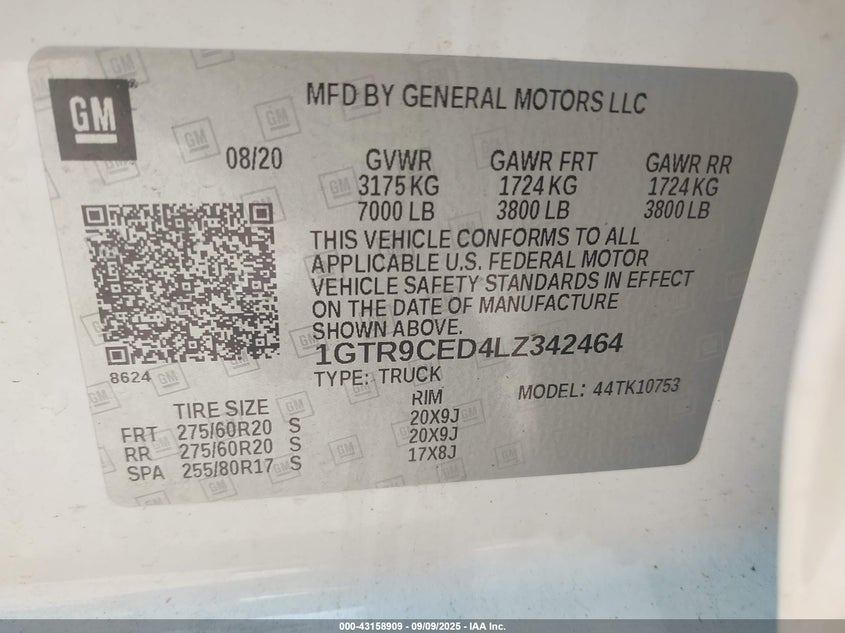 GM
MFD BY GENERAL MOTORS LLC
08/20 GVWR GAWR FRT GAWR RR
3175 KG 1724 KG 1724 KG
7000 LB 3800 LB 3800 LB
THIS VEHICLE CONFORMS TO ALL
APPLICABLE U.S. FEDERAL MOTOR
VEHICLE SAFETY STANDARDS IN EFFECT
ON THE DATE OF MANUFACTURE
SHOWN ABOVE.
1GTR9CED4LZ342464
8624
TYPE: TRUCK MODEL: 44TK10753
TIRE SIZE RIM
FRT 275/60R20 S 20X9J
RR 275/60R20 S 20X9J
SPA 255/80R17 S 17X8J
000-43158909 - 09/09/2025 - IAA Inc.